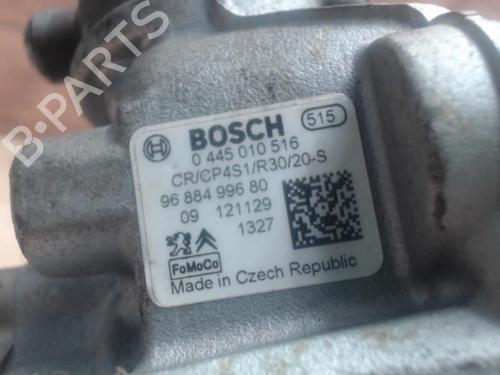 B-PARTS
BOSCH 515
0 445 010 516
CR/CP4S1/R30/20-S
96 884 996 80
09 121129
1327
FoMoCo
Made in Czech Republic